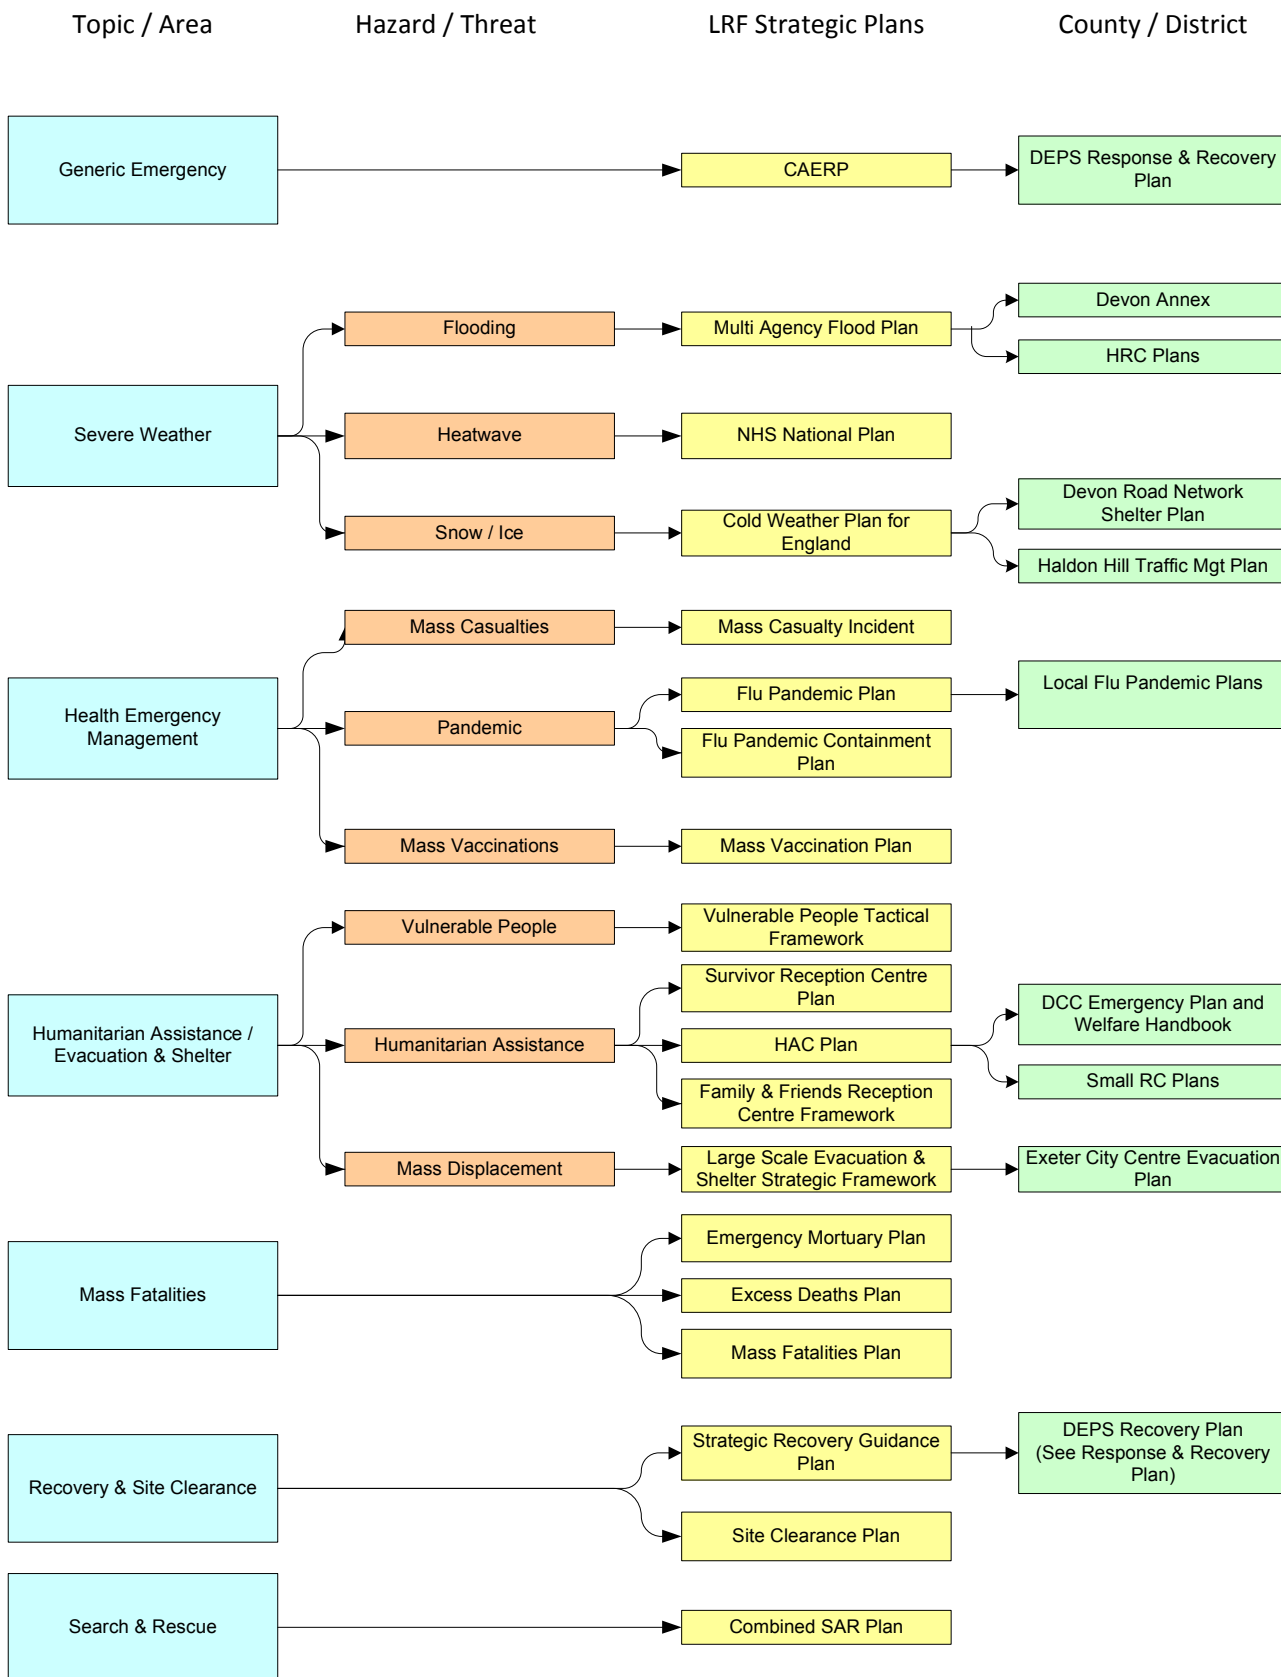 Topic / Area
Hazard / Threat
LRF Strategic Plans
County / District
Generic Emergency
CAERP
DEPS Response & Recovery
Plan
Severe Weather
Flooding
Multi Agency Flood Plan
Devon Annex
HRC Plans
Heatwave
NHS National Plan
Snow / Ice
Cold Weather Plan for
England
Devon Road Network
Shelter Plan
Haldon Hill Traffic Mgt Plan
Health Emergency
Management
Mass Casualties
Mass Casualty Incident
Pandemic
Flu Pandemic Plan
Local Flu Pandemic Plans
Flu Pandemic Containment
Plan
Mass Vaccinations
Mass Vaccination Plan
Humanitarian Assistance /
Evacuation & Shelter
Vulnerable People
Vulnerable People Tactical
Framework
Humanitarian Assistance
Survivor Reception Centre
Plan
HAC Plan
DCC Emergency Plan and
Welfare Handbook
Small RC Plans
Family & Friends Reception
Centre Framework
Mass Displacement
Large Scale Evacuation &
Shelter Strategic Framework
Exeter City Centre Evacuation
Plan
Mass Fatalities
Emergency Mortuary Plan
Excess Deaths Plan
Mass Fatalities Plan
Recovery & Site Clearance
Strategic Recovery Guidance
Plan
DEPS Recovery Plan
(See Response & Recovery
Plan)
Site Clearance Plan
Search & Rescue
Combined SAR Plan